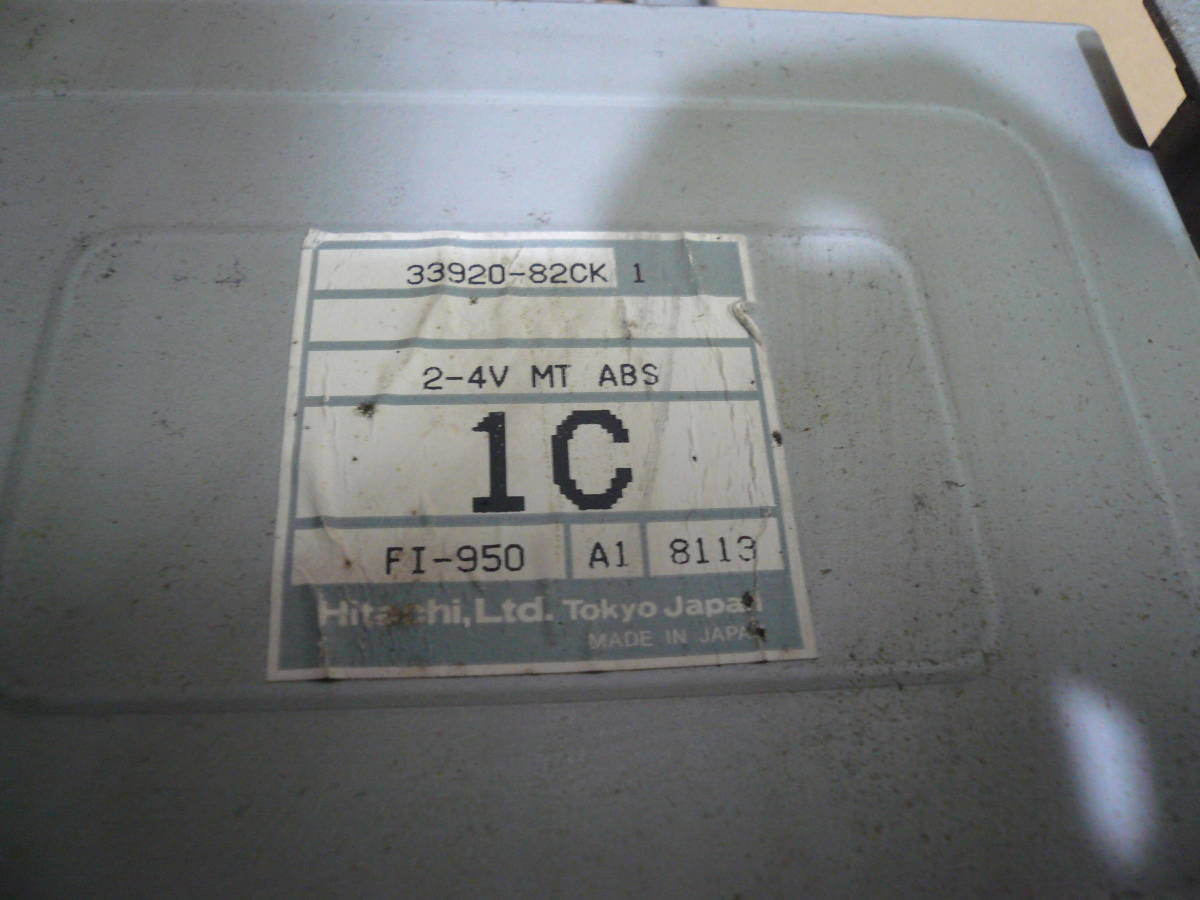 33920-82CK 1
2-4V MT ABS
1C
FI-950 A1 8113
Hitachi,Ltd. Tokyo Japan
MADE IN JAPAN